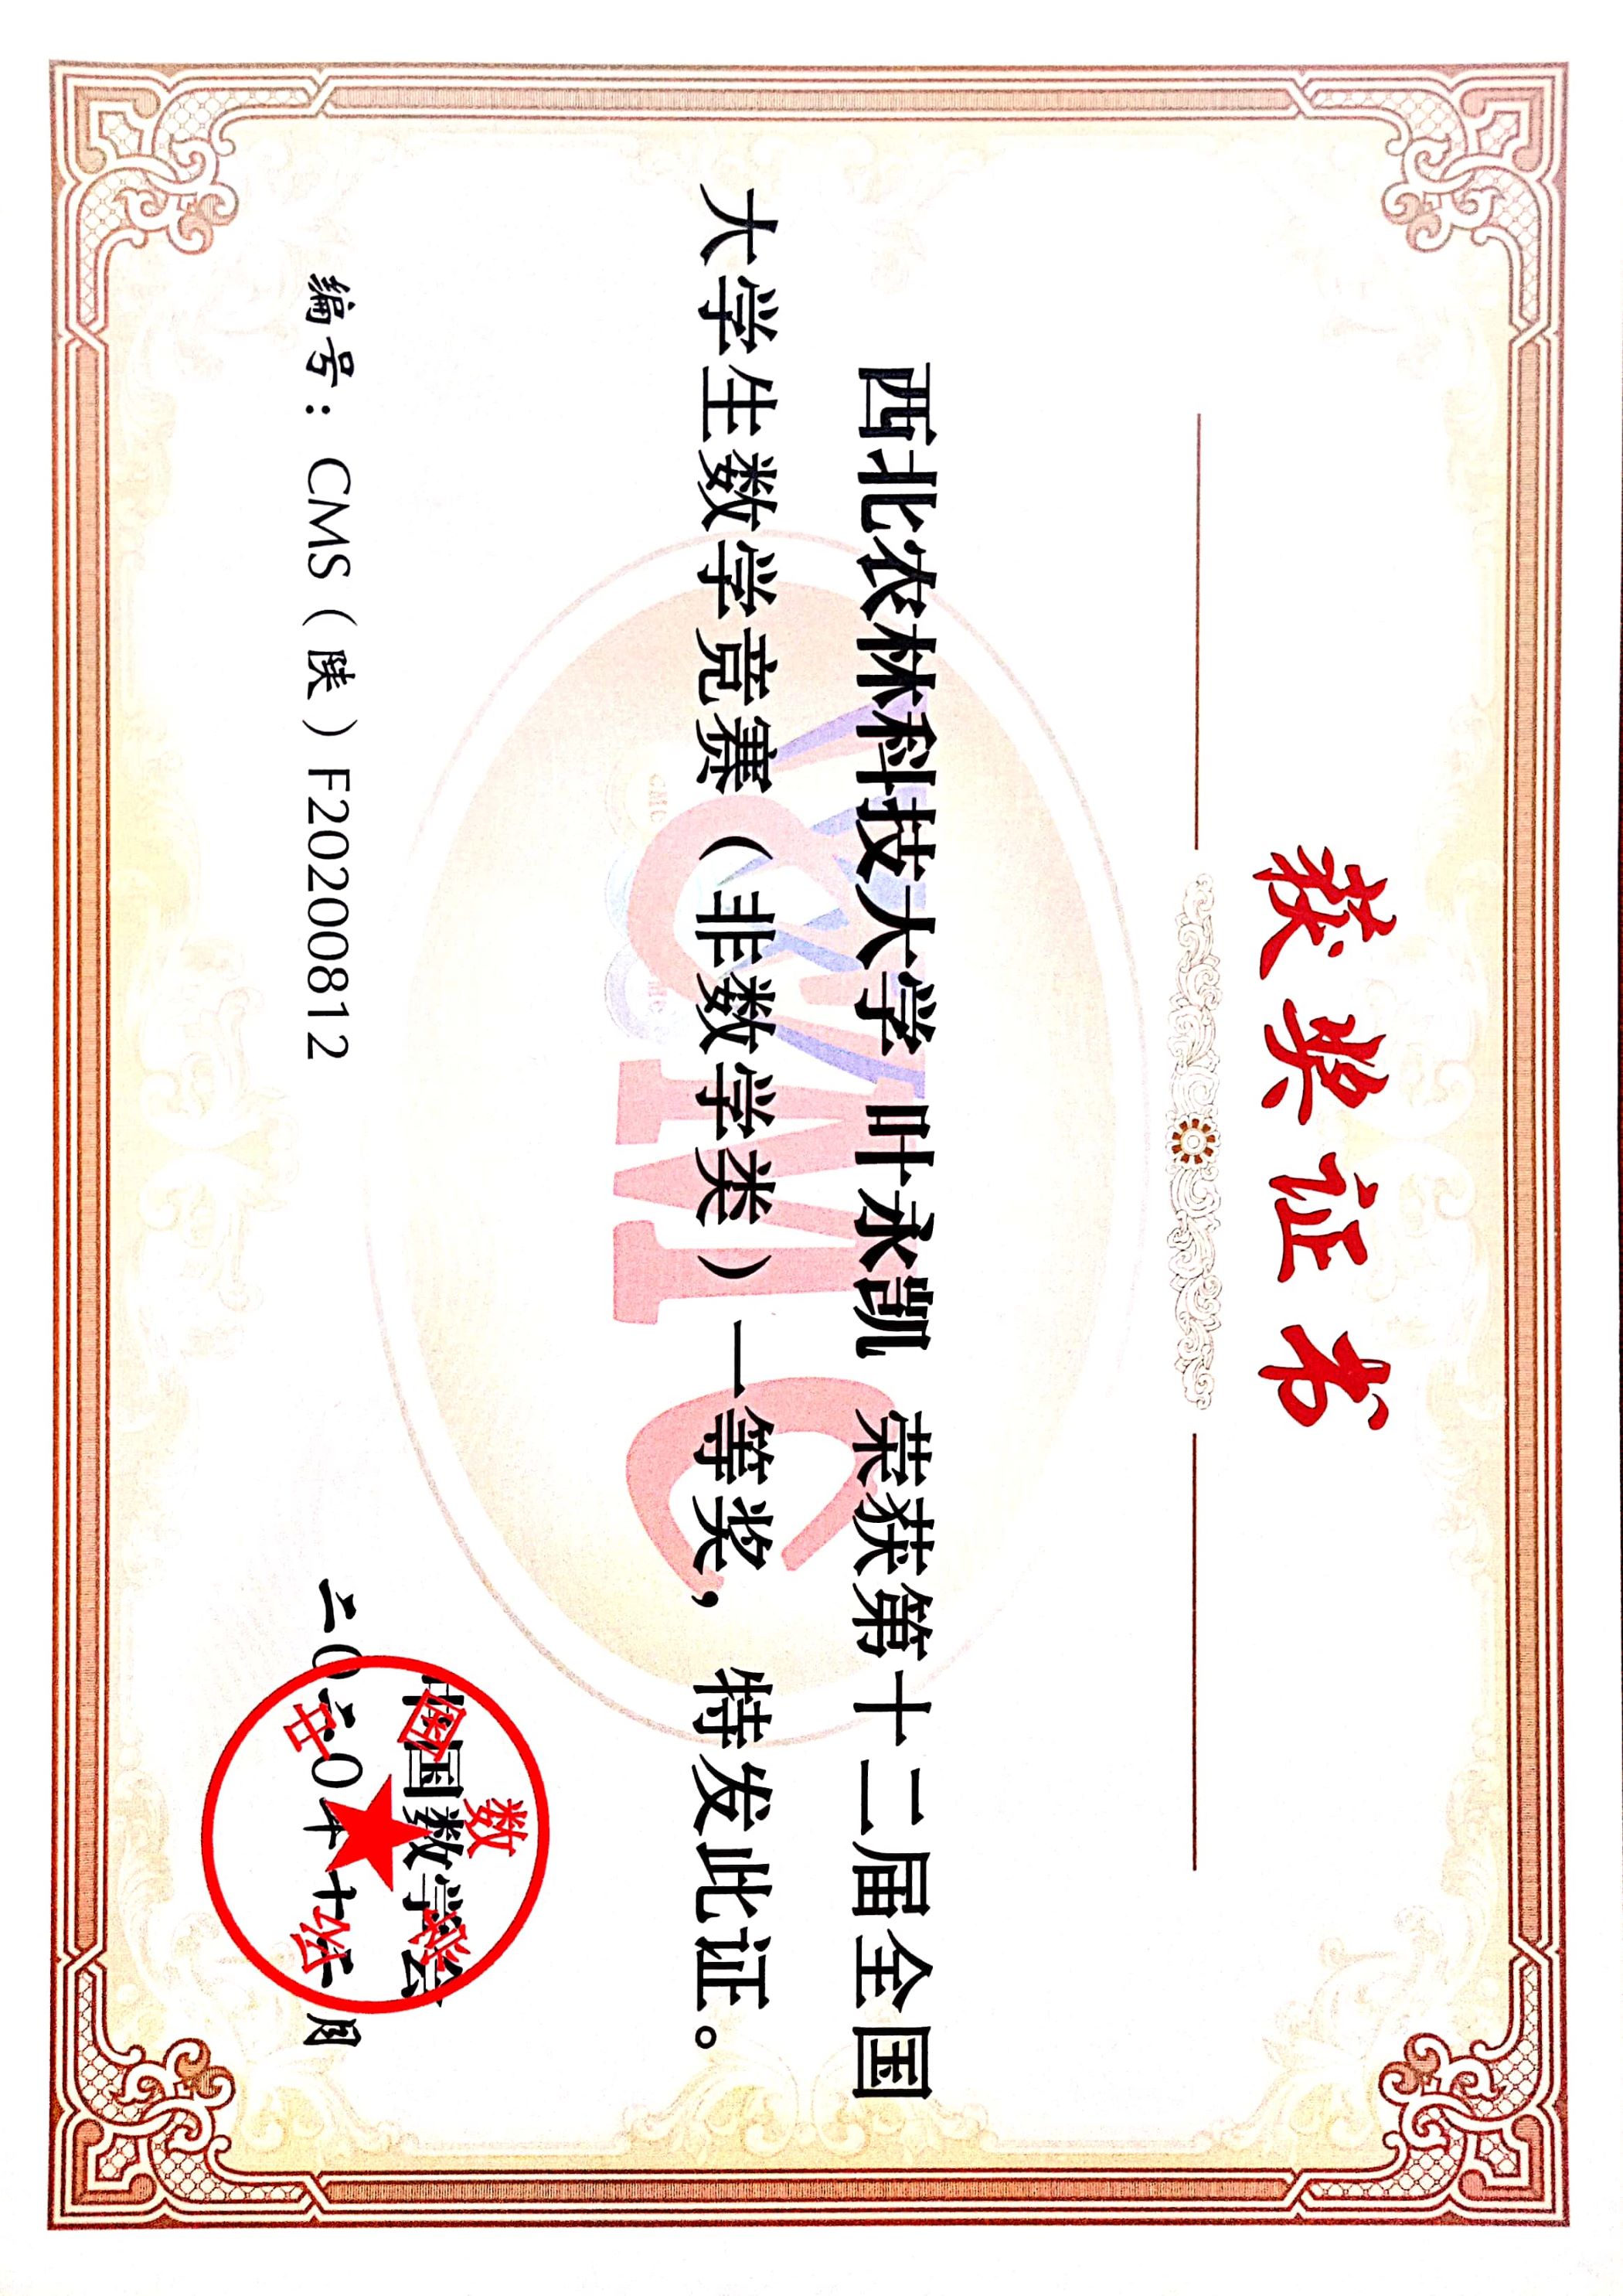 获奖证书
西北农林科技大学 叶永凯 荣获第十二届全国
大学生数学竞赛（非数学类）一等奖，特发此证。
CMC
CMC MC
中国数学会
中国数学会
编号：CMS（陕）F20200812
二〇二〇年十二月